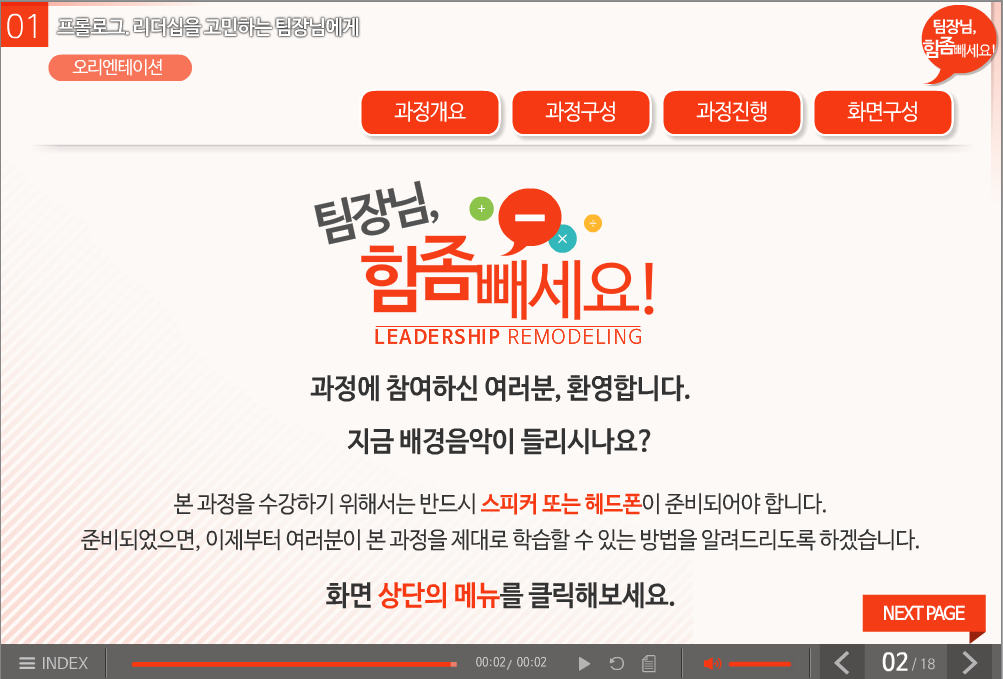 01 프롤로그. 리더십을 고민하는 팀장님에게
팀장님,
힘좀빼세요!
오리엔테이션
과정개요 과정구성 과정진행 화면구성
팀장님,
힘좀빼세요!
LEADERSHIP REMODELING
과정에 참여하신 여러분, 환영합니다.
지금 배경음악이 들리시나요?
본 과정을 수강하기 위해서는 반드시 스피커 또는 헤드폰이 준비되어야 합니다.
준비되었으면, 이제부터 여러분이 본 과정을 제대로 학습할 수 있는 방법을 알려드리도록 하겠습니다.
화면 상단의 메뉴를 클릭해보세요.
NEXT PAGE
INDEX 00:02 / 00:02 02 / 18